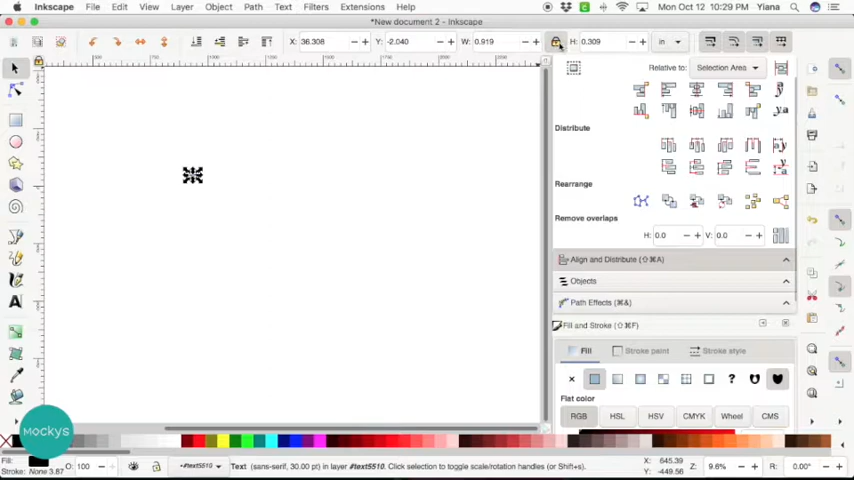 Inkscape File Edit View Layer Object Path Text Filters Extensions Help Mon Oct 12 10:29 PM Yiana
*New document 2 - Inkscape
X: 36.308 Y: -2.040 W: 0.919 H: 0.309 in
Relative to: Selection Area
Distribute
Rearrange
Remove overlaps
H: 0.0 V: 0.0
Align and Distribute (⇧⌘A)
Objects
Path Effects (⌘&)
Fill and Stroke (⇧⌘F)
Fill Stroke paint Stroke style
Flat color
RGB HSL HSV CMYK Wheel CMS
MOCKYS
Fill:
Stroke: None 3.87
O: 100
•#text5510
Text (sans-serif, 30.00 pt) in layer #text5510. Click selection to toggle scale/rotation handles (or Shift+s).
X: 645.39
Y: -449.56
Z: 9.6%
R: 0.00°